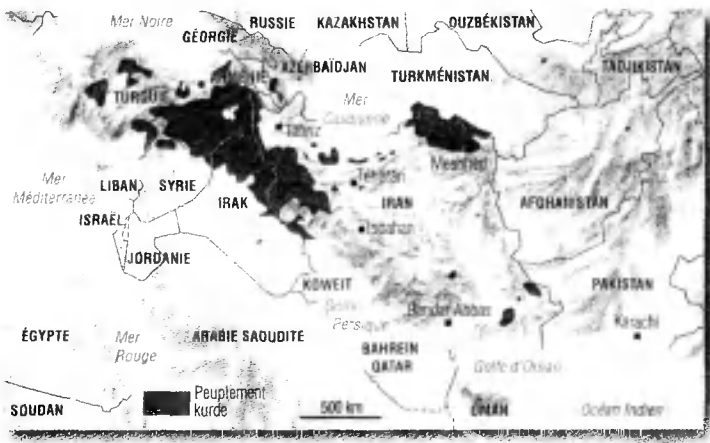 Mer Noire
RUSSIE
KAZAKHSTAN
OUZBÉKISTAN
GÉORGIE
ARMÉNIE
AZERBAÏDJAN
TURKMÉNISTAN
TADJIKISTAN
TURQUIE
Mer
Caspienne
Tabriz
Meshhed
Mer
Méditerranée
LIBAN
SYRIE
IRAK
Téhéran
IRAN
AFGHANISTAN
ISRAËL
Ispahan
JORDANIE
KOWEIT
PAKISTAN
Golfe
Persique
Bandar Abbas
Karachi
ÉGYPTE
Mer
Rouge
ARABIE SAOUDITE
BAHREIN
QATAR
Golfe d'Oman
Peuplement
kurde
500 km
SOUDAN
OMAN
Océan Indien